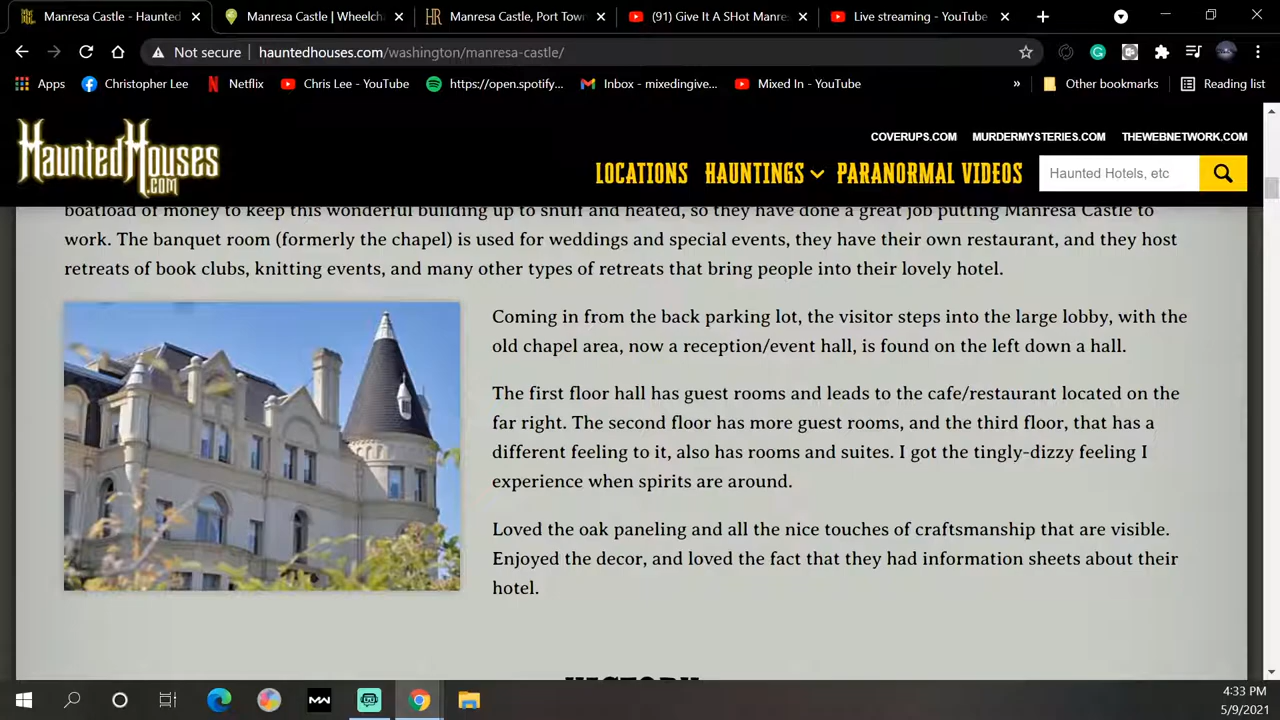 Manresa Castle - Haunted
Manresa Castle | Wheelch
Manresa Castle, Port Town
(91) Give It A SHot Manres
Live streaming - YouTube
Not secure
hauntedhouses.com/washington/manresa-castle/
Apps
Christopher Lee
Netflix
Chris Lee - YouTube
https://open.spotify...
Inbox - mixedingive...
Mixed In - YouTube
»
Other bookmarks
Reading list
HauntedHouses
.com
COVERUPS.COM
MURDERMYSTERIES.COM
THEWEBNETWORK.COM
LOCATIONS
HAUNTINGS
PARANORMAL VIDEOS
Haunted Hotels, etc
boatload of money to keep this wonderful building up to snuff and heated, so they have done a great job putting Manresa Castle to
work. The banquet room (formerly the chapel) is used for weddings and special events, they have their own restaurant, and they host
retreats of book clubs, knitting events, and many other types of retreats that bring people into their lovely hotel.
Coming in from the back parking lot, the visitor steps into the large lobby, with the
old chapel area, now a reception/event hall, is found on the left down a hall.
The first floor hall has guest rooms and leads to the cafe/restaurant located on the
far right. The second floor has more guest rooms, and the third floor, that has a
different feeling to it, also has rooms and suites. I got the tingly-dizzy feeling I
experience when spirits are around.
Loved the oak paneling and all the nice touches of craftsmanship that are visible.
Enjoyed the decor, and loved the fact that they had information sheets about their
hotel.
HISTORY
4:33 PM
5/9/2021